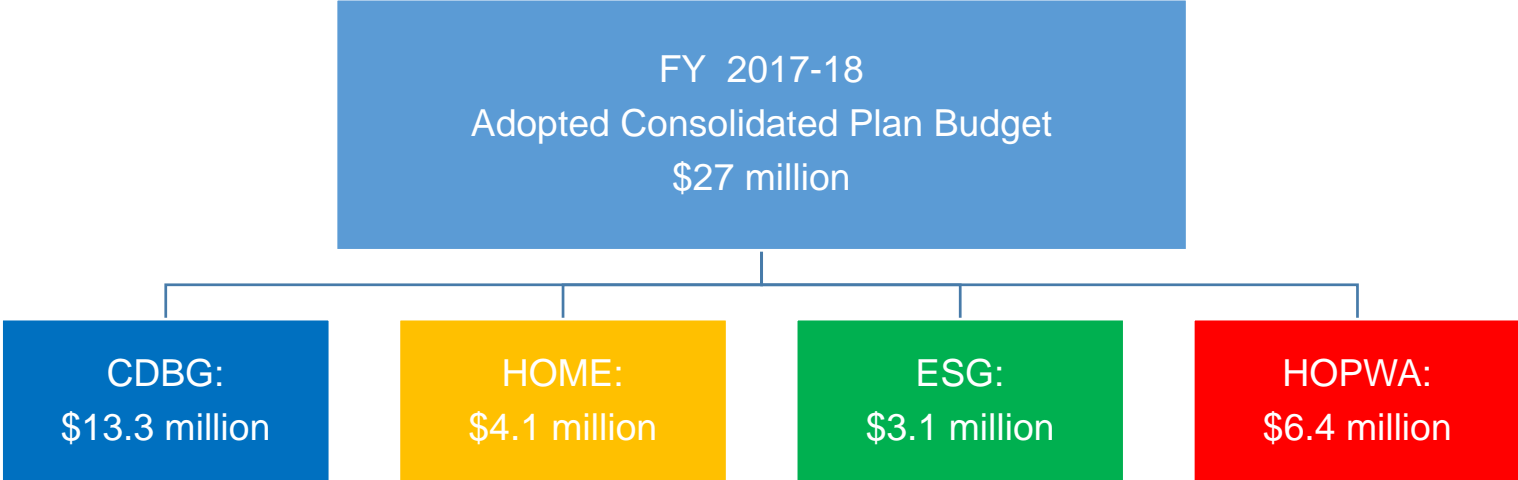 FY 2017-18
Adopted Consolidated Plan Budget
$27 million
CDBG:
$13.3 million
HOME:
$4.1 million
ESG:
$3.1 million
HOPWA:
$6.4 million